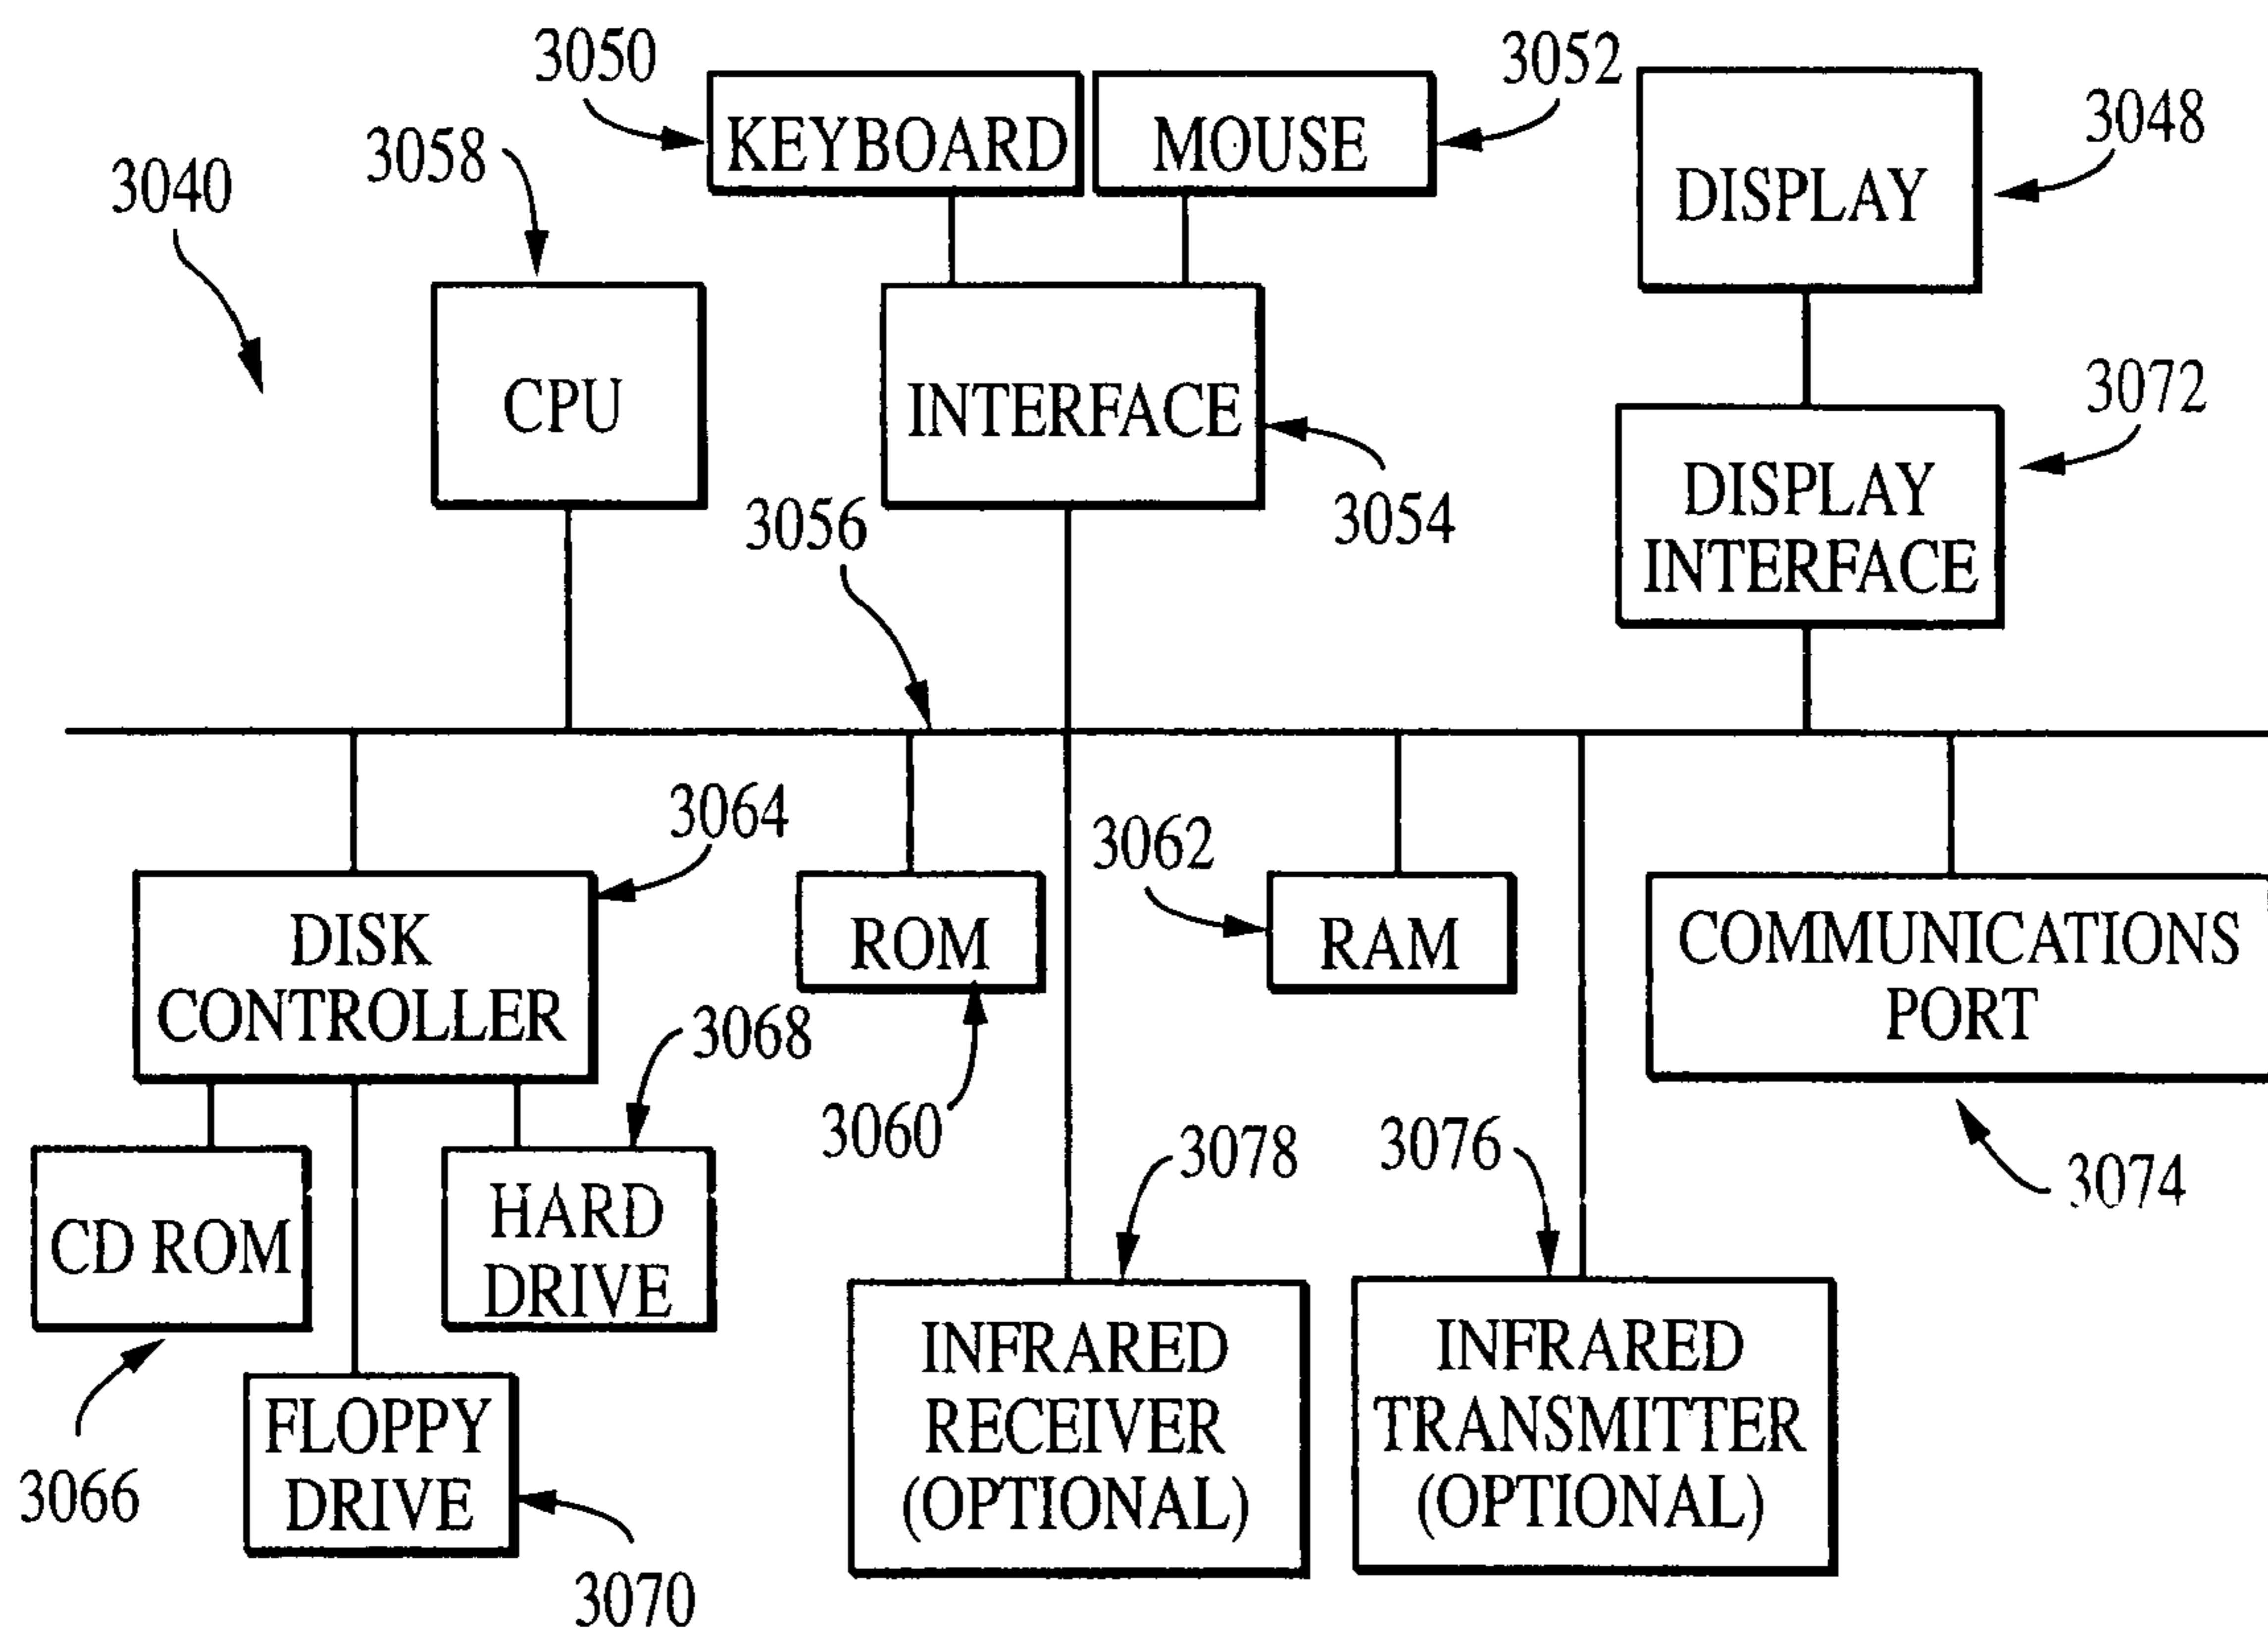 3050
3052
KEYBOARD
MOUSE
3048
3058
3040
DISPLAY
CPU
INTERFACE
3072
3056
3054
DISPLAY
INTERFACE
3064
3062
DISK
CONTROLLER
ROM
RAM
COMMUNICATIONS
PORT
3068
3060
3078
3076
3074
CD ROM
HARD
DRIVE
INFRARED
RECEIVER
(OPTIONAL)
INFRARED
TRANSMITTER
(OPTIONAL)
3066
FLOPPY
DRIVE
3070